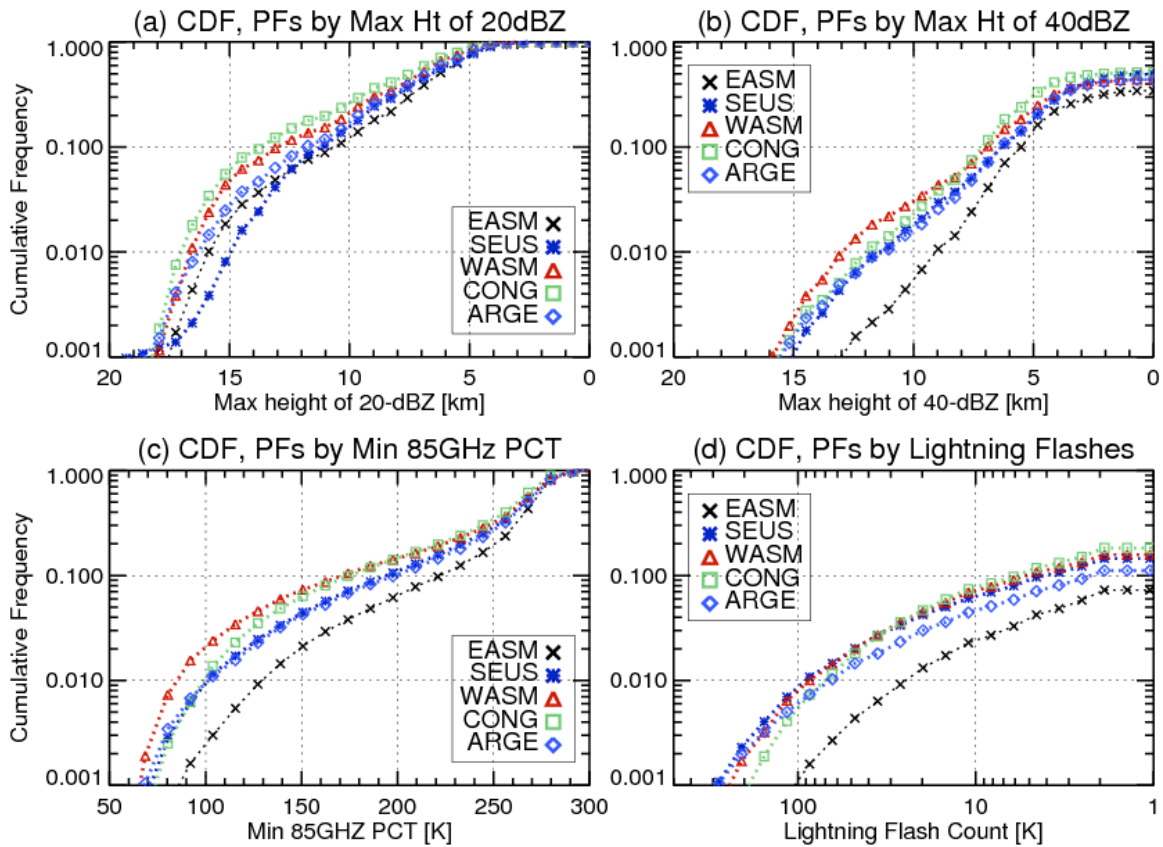 (a) CDF, PFs by Max Ht of 20dBZ
Cumulative Frequency
1.000
0.100
0.010
0.001
EASM
SEUS
WASM
CONG
ARGE
20 15 10 5 0
Max height of 20-dBZ [km]
(b) CDF, PFs by Max Ht of 40dBZ
1.000
0.100
0.010
0.001
EASM
SEUS
WASM
CONG
ARGE
20 15 10 5 0
Max height of 40-dBZ [km]
(c) CDF, PFs by Min 85GHz PCT
Cumulative Frequency
1.000
0.100
0.010
0.001
EASM
SEUS
WASM
CONG
ARGE
50 100 150 200 250 300
Min 85GHZ PCT [K]
(d) CDF, PFs by Lightning Flashes
1.000
0.100
0.010
0.001
EASM
SEUS
WASM
CONG
ARGE
100 10 1
Lightning Flash Count [K]